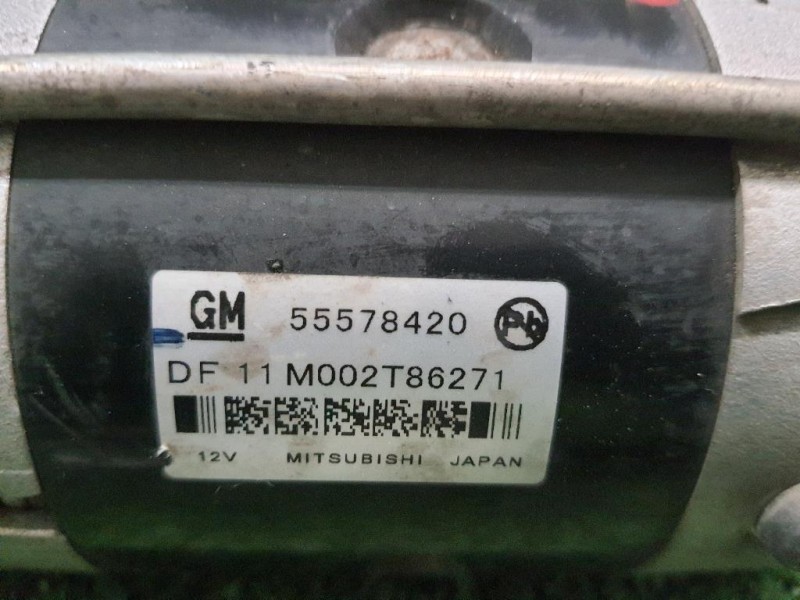 GM 55578420 Pb
DF 11 M002T86271
12V MITSUBISHI JAPAN